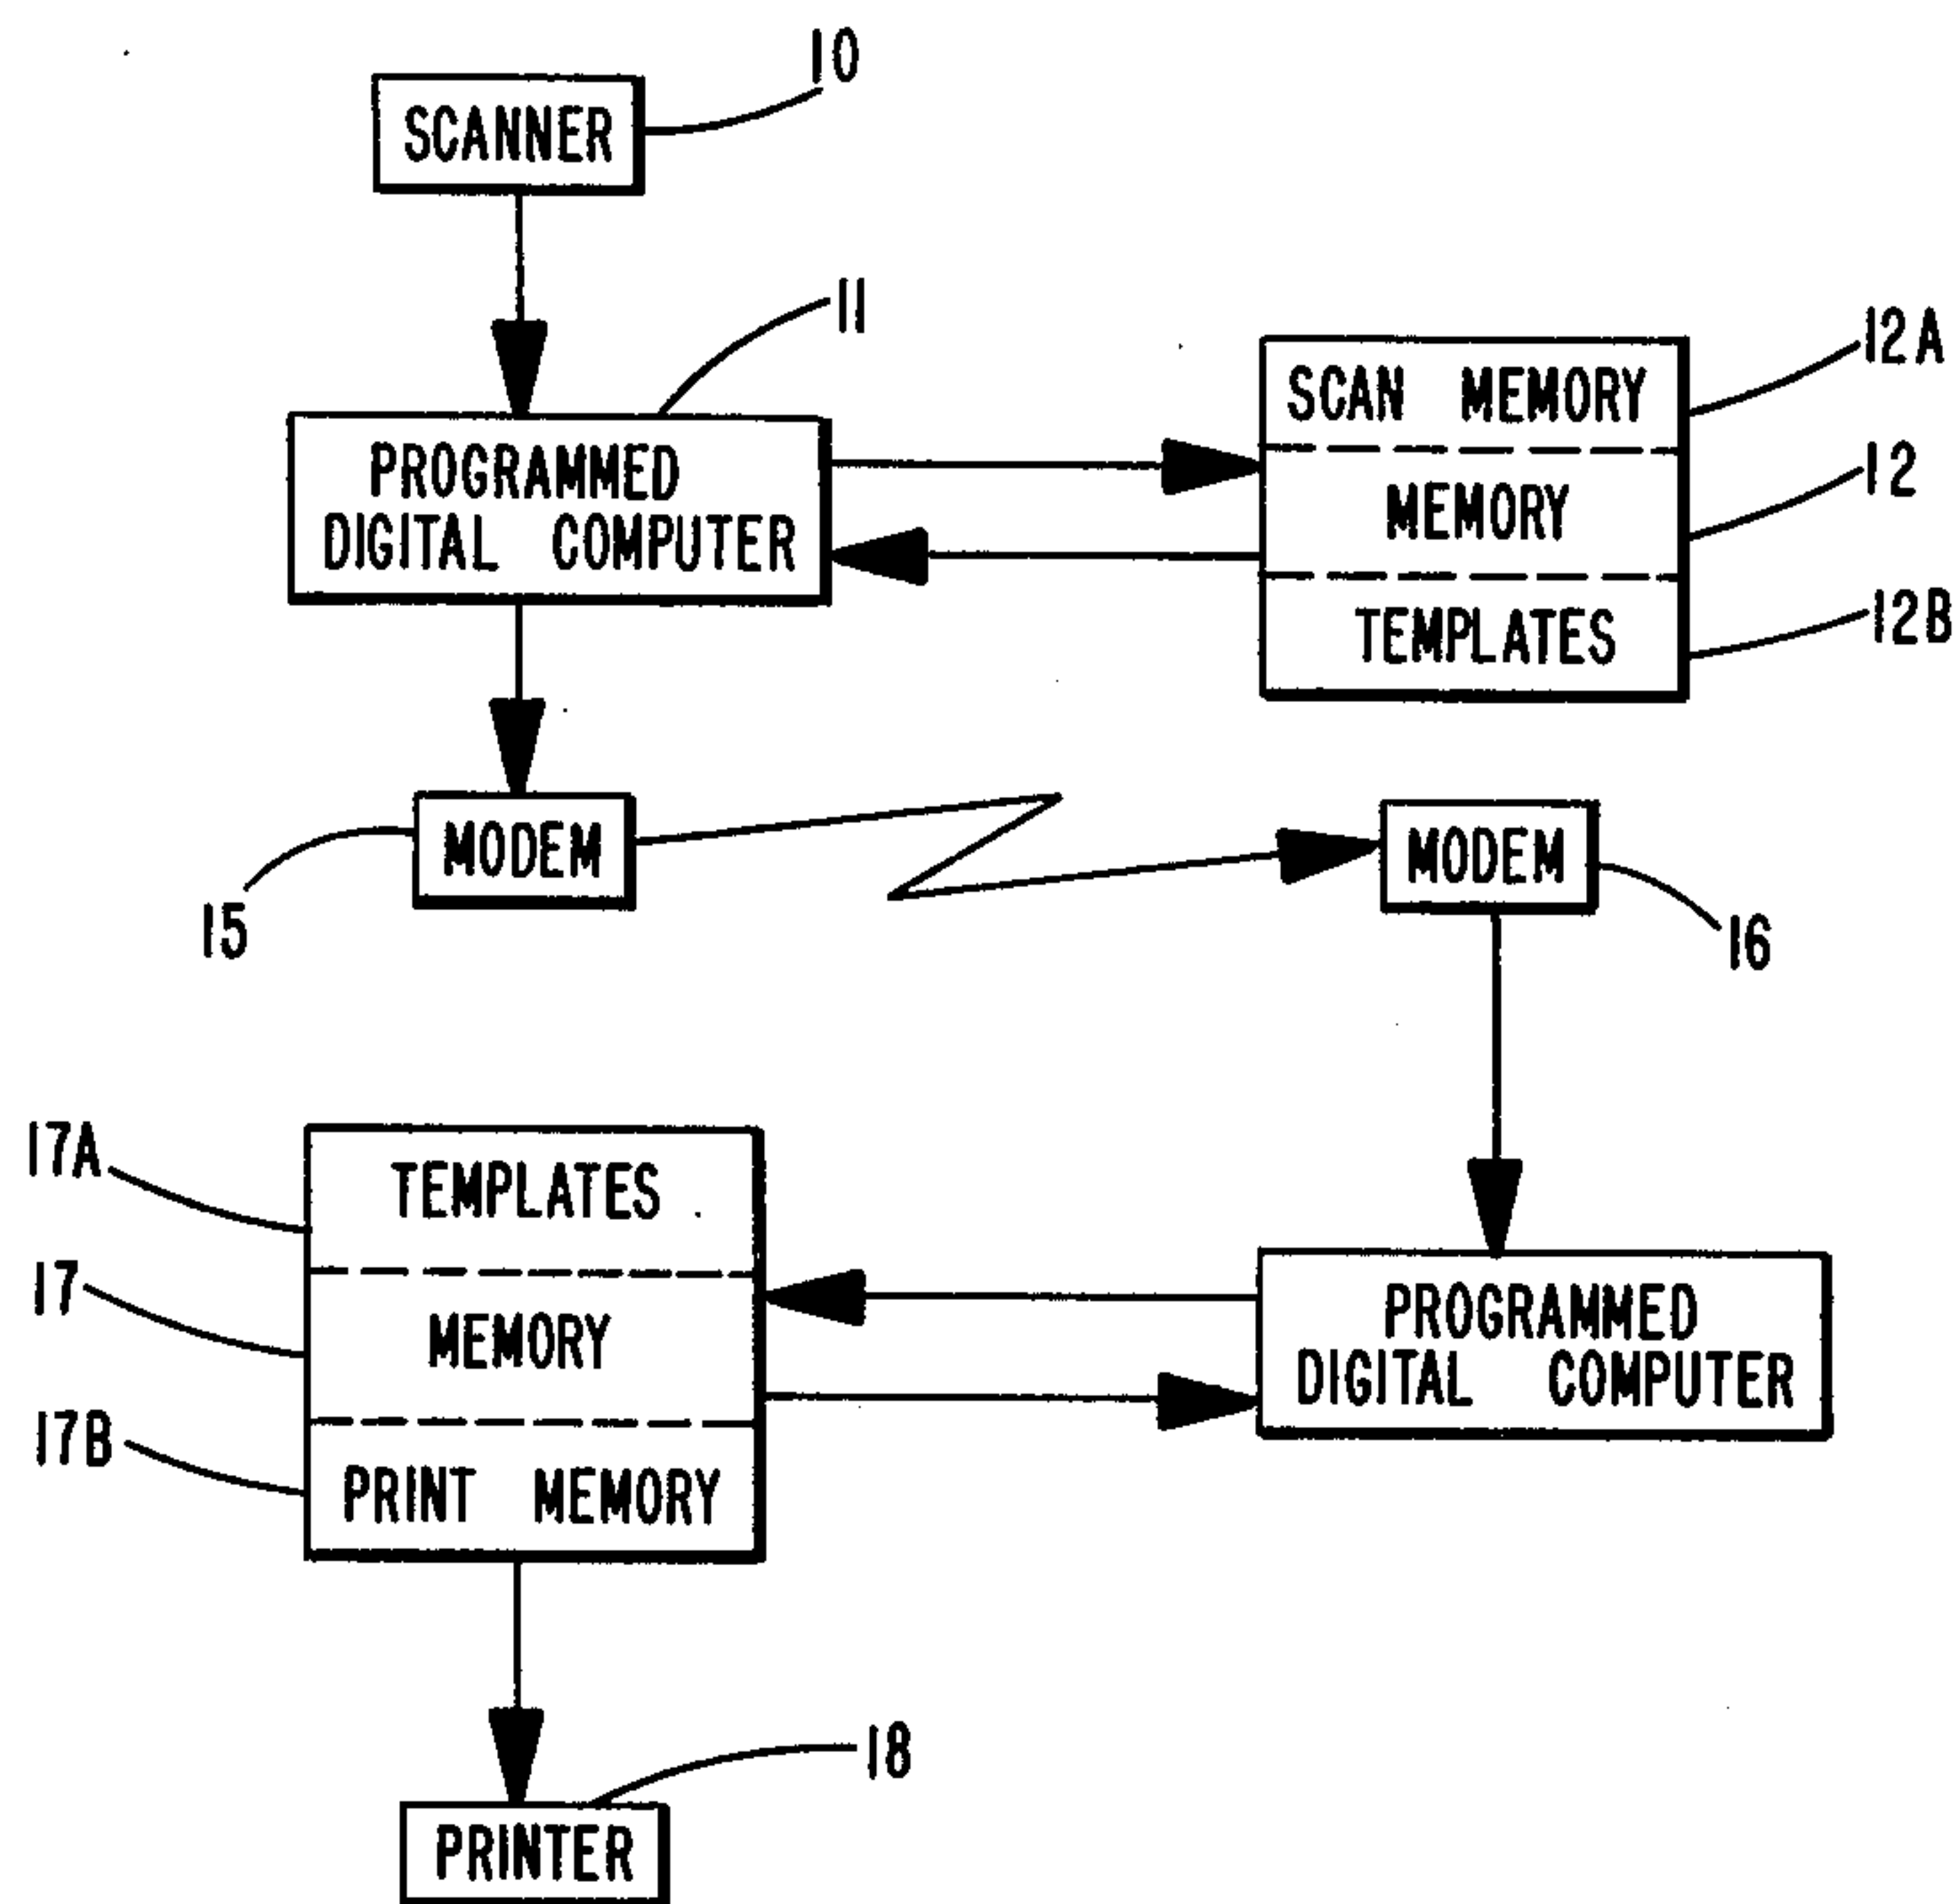 10
SCANNER
11
12A
SCAN MEMORY
PROGRAMMED
DIGITAL COMPUTER
12
MEMORY
12B
TEMPLATES
MODEM
MODEM
15
16
17A
TEMPLATES
17
MEMORY
PROGRAMMED
DIGITAL COMPUTER
17B
PRINT MEMORY
18
PRINTER